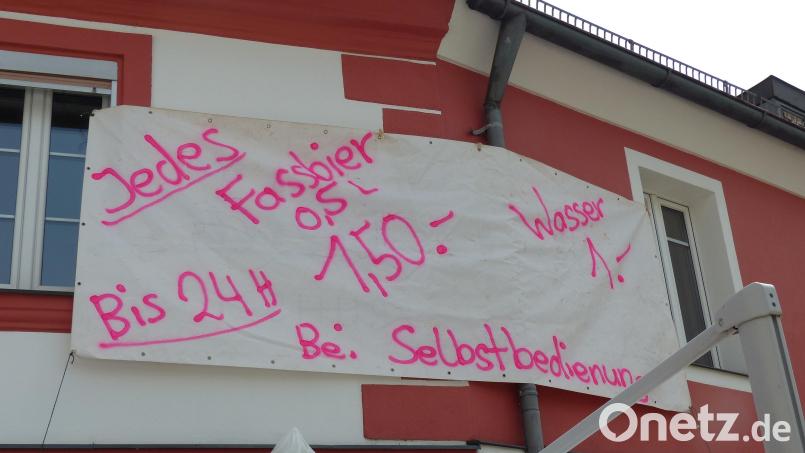 Jedes
Fassbier
0,5 L
1,50.-
Wasser
1.-
Bis 24 H
Bei. Selbstbedienung
Onetz.de